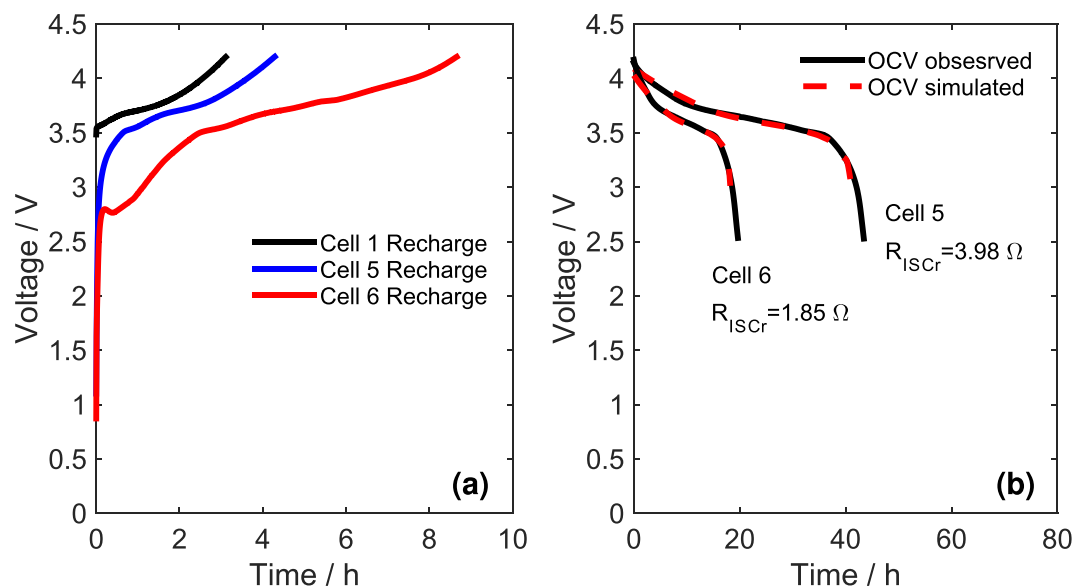 4.5
4
3.5
3
2.5
2
1.5
1
0.5
0
Voltage / V
Cell 1 Recharge
Cell 5 Recharge
Cell 6 Recharge
(a)
0 2 4 6 8 10
Time / h
4.5
4
3.5
3
2.5
2
1.5
1
0.5
0
Voltage / V
OCV obsesrved
OCV simulated
Cell 5
R_ISCr=3.98 Ω
Cell 6
R_ISCr=1.85 Ω
(b)
0 20 40 60 80
Time / h